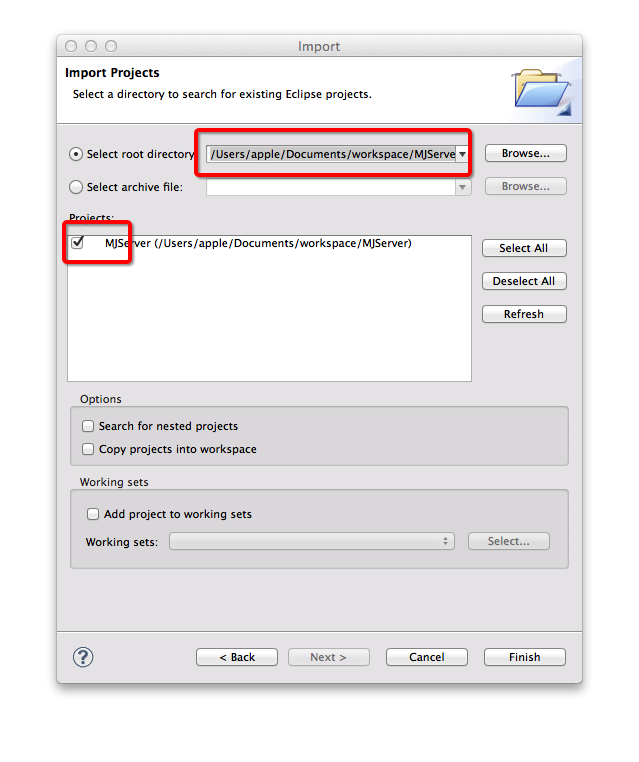 Import
Import Projects
Select a directory to search for existing Eclipse projects.
Select root directory /Users/apple/Documents/workspace/MJServe Browse...
Select archive file: Browse...
Projects:
MJServer (/Users/apple/Documents/workspace/MJServer)
Select All
Deselect All
Refresh
Options
Search for nested projects
Copy projects into workspace
Working sets
Add project to working sets
Working sets: Select...
? < Back Next > Cancel Finish